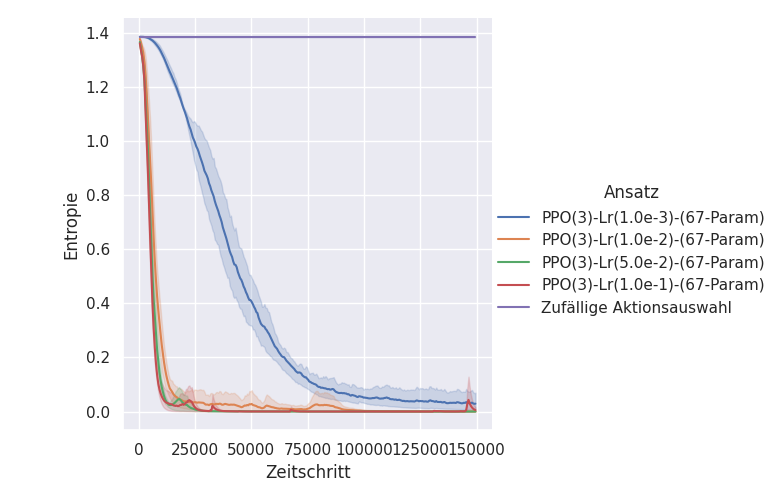 1.4
1.2
1.0
0.8
0.6
0.4
0.2
0.0
Entropie
0 25000 50000 75000 100000 125000 150000
Zeitschritt
Ansatz
PPO(3)-Lr(1.0e-3)-(67-Param)
PPO(3)-Lr(1.0e-2)-(67-Param)
PPO(3)-Lr(5.0e-2)-(67-Param)
PPO(3)-Lr(1.0e-1)-(67-Param)
Zufällige Aktionsauswahl